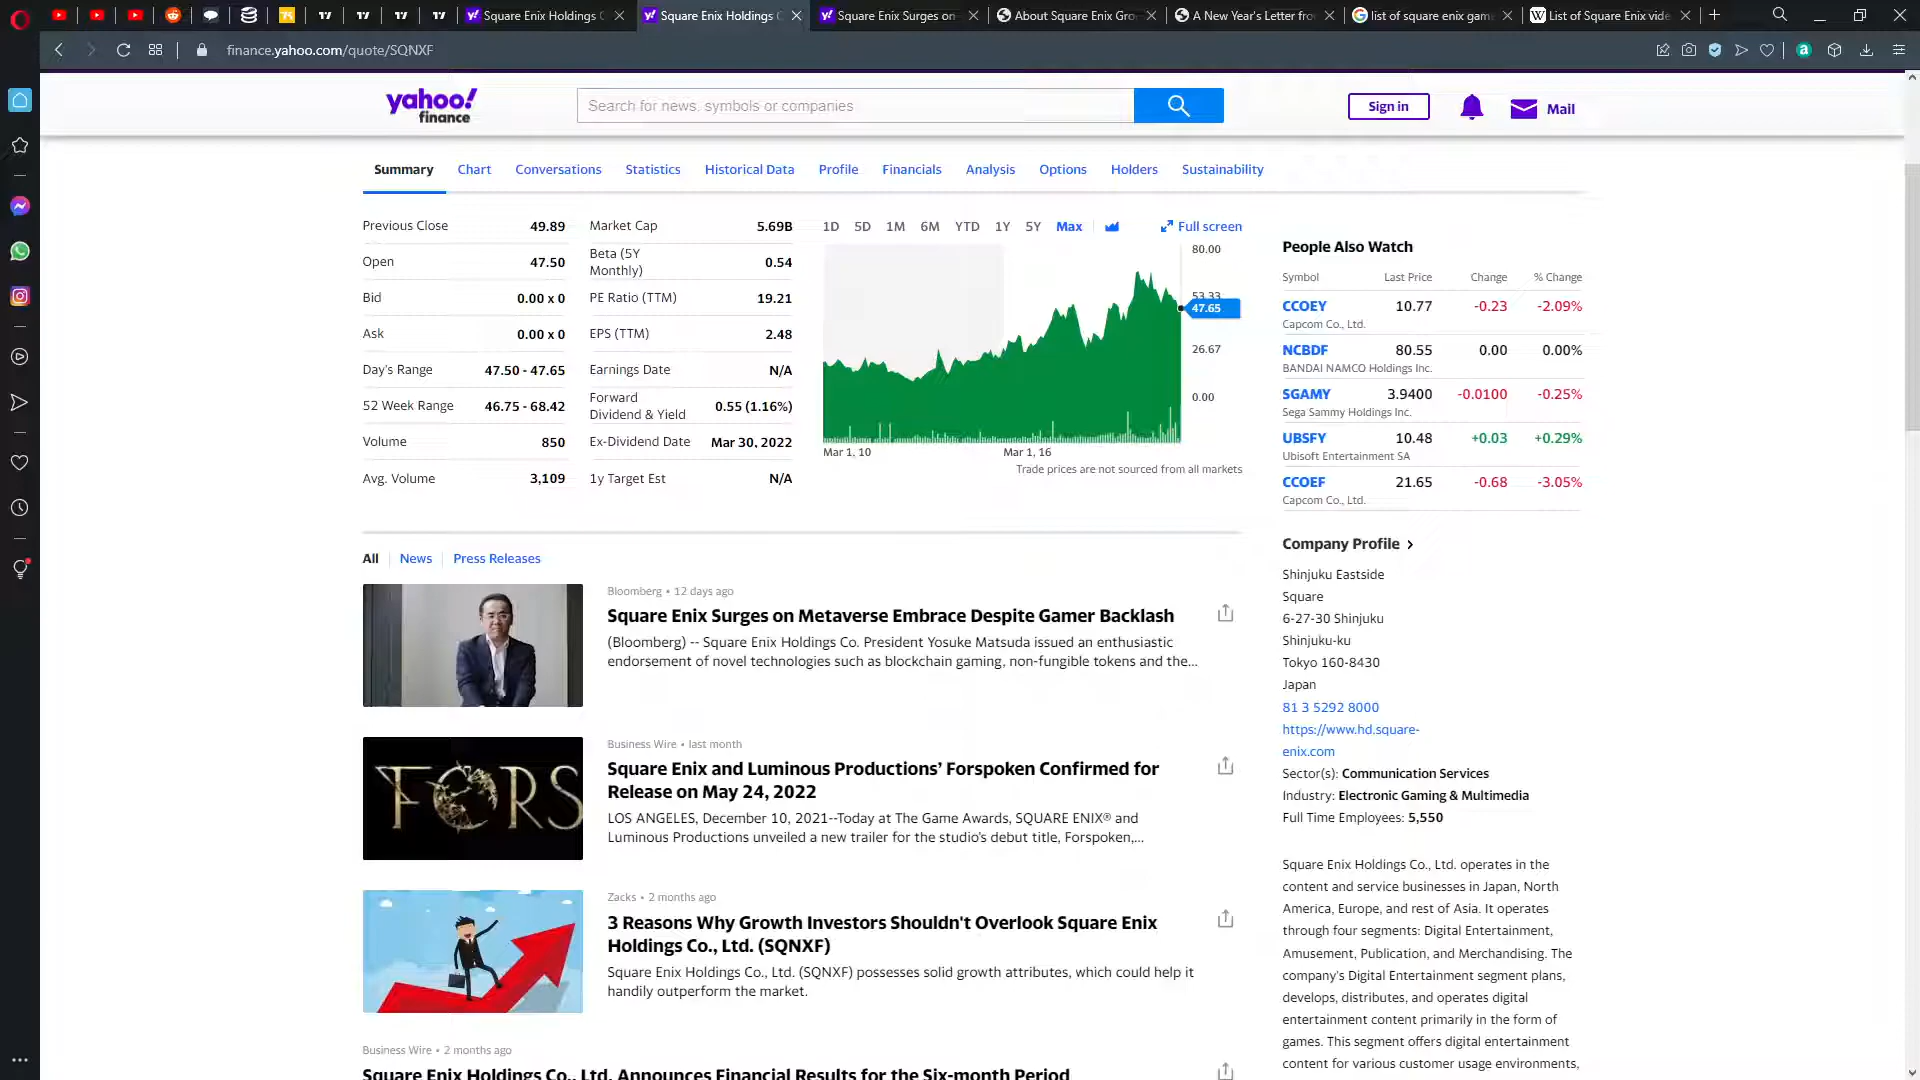 Square Enix Holdings C
Square Enix Holdings C
Square Enix Surges on
About Square Enix Gro
A New Year's Letter fro
list of square enix gam
List of Square Enix vide
finance.yahoo.com/quote/SQNXF
yahoo!
finance
Search for news, symbols or companies
Sign in
Mail
Summary Chart Conversations Statistics Historical Data Profile Financials Analysis Options Holders Sustainability
Previous Close 49.89
Open 47.50
Bid 0.00 x 0
Ask 0.00 x 0
Day's Range 47.50 - 47.65
52 Week Range 46.75 - 68.42
Volume 850
Avg. Volume 3,109
Market Cap 5.69B
Beta (5Y
Monthly) 0.54
PE Ratio (TTM) 19.21
EPS (TTM) 2.48
Earnings Date N/A
Forward
Dividend & Yield 0.55 (1.16%)
Ex-Dividend Date Mar 30, 2022
1y Target Est N/A
1D 5D 1M 6M YTD 1Y 5Y Max Full screen
80.00
53.33
47.65
26.67
0.00
Mar 1, 10 Mar 1, 16
Trade prices are not sourced from all markets
People Also Watch
Symbol Last Price Change % Change
CCOEY 10.77 -0.23 -2.09%
Capcom Co., Ltd.
NCBDF 80.55 0.00 0.00%
BANDAI NAMCO Holdings Inc.
SGAMY 3.9400 -0.0100 -0.25%
Sega Sammy Holdings Inc.
UBSFY 10.48 +0.03 +0.29%
Ubisoft Entertainment SA
CCOEF 21.65 -0.68 -3.05%
Capcom Co., Ltd.
All News Press Releases
Bloomberg • 12 days ago
Square Enix Surges on Metaverse Embrace Despite Gamer Backlash
(Bloomberg) -- Square Enix Holdings Co. President Yosuke Matsuda issued an enthusiastic
endorsement of novel technologies such as blockchain gaming, non-fungible tokens and the...
FORS
Business Wire • last month
Square Enix and Luminous Productions’ Forspoken Confirmed for
Release on May 24, 2022
LOS ANGELES, December 10, 2021--Today at The Game Awards, SQUARE ENIX® and
Luminous Productions unveiled a new trailer for the studio’s debut title, Forspoken,...
Zacks • 2 months ago
3 Reasons Why Growth Investors Shouldn't Overlook Square Enix
Holdings Co., Ltd. (SQNXF)
Square Enix Holdings Co., Ltd. (SQNXF) possesses solid growth attributes, which could help it
handily outperform the market.
Business Wire • 2 months ago
Square Enix Holdings Co., Ltd. Announces Financial Results for the Six-month Period
Company Profile
Shinjuku Eastside
Square
6-27-30 Shinjuku
Shinjuku-ku
Tokyo 160-8430
Japan
81 3 5292 8000
https://www.hd.square-
enix.com
Sector(s): Communication Services
Industry: Electronic Gaming & Multimedia
Full Time Employees: 5,550
Square Enix Holdings Co., Ltd. operates in the
content and service businesses in Japan, North
America, Europe, and rest of Asia. It operates
through four segments: Digital Entertainment,
Amusement, Publication, and Merchandising. The
company's Digital Entertainment segment plans,
develops, distributes, and operates digital
entertainment content primarily in the form of
games. This segment offers digital entertainment
content for various customer usage environments,